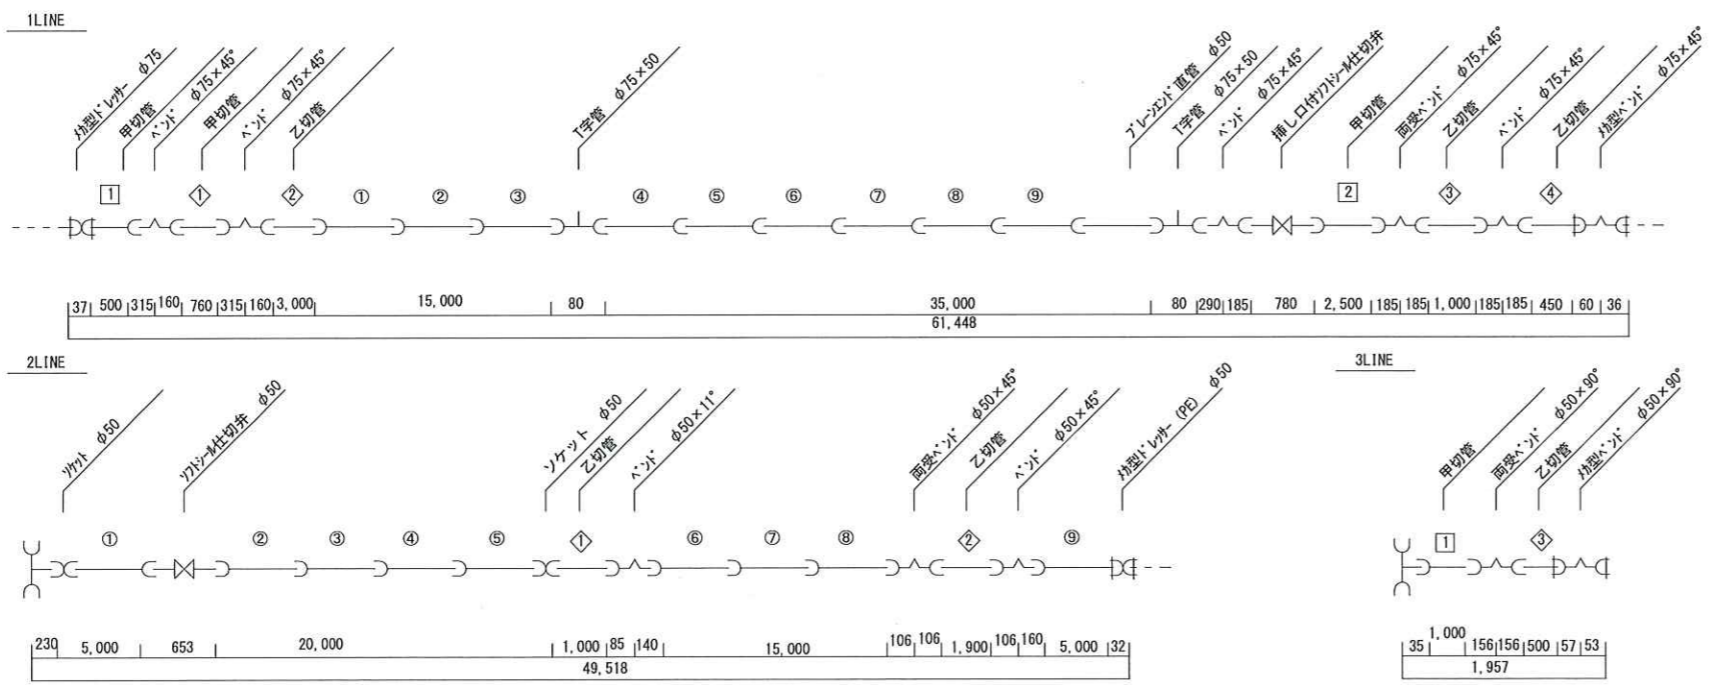 1LINE
メカ型ドレッサー φ75
甲切管
ベンド φ75×45°
甲切管
ベンド φ75×45°
乙切管
T字管 φ75×50
プレーンエンド直管 φ50
T字管 φ75×50
ベンド φ75×45°
挿し口付ソフトシール仕切弁
甲切管
両受ベンド φ75×45°
乙切管
ベンド φ75×45°
乙切管
メカ型ベンド φ75×45°
1 1 2 ① ② ③ ④ ⑤ ⑥ ⑦ ⑧ ⑨ 2 3 4
37 500 315 160 760 315 160 3,000 15,000 80 35,000 80 290 185 780 2,500 185 185 1,000 185 185 450 60 36
61,448
2LINE
ソケット φ50
ソフトシール仕切弁 φ50
ソケット φ50
乙切管
ベンド φ50×11°
両受ベンド φ50×45°
乙切管
ベンド φ50×45°
メカ型ドレッサー (PE) φ50
① ② ③ ④ ⑤ 1 ⑥ ⑦ ⑧ 2 ⑨
230 5,000 653 20,000 1,000 85 140 15,000 106 106 1,900 106 160 5,000 32
49,518
3LINE
甲切管
両受ベンド φ50×90°
乙切管
メカ型ベンド φ50×90°
1 3
35 1,000 156 156 500 57 53
1,957